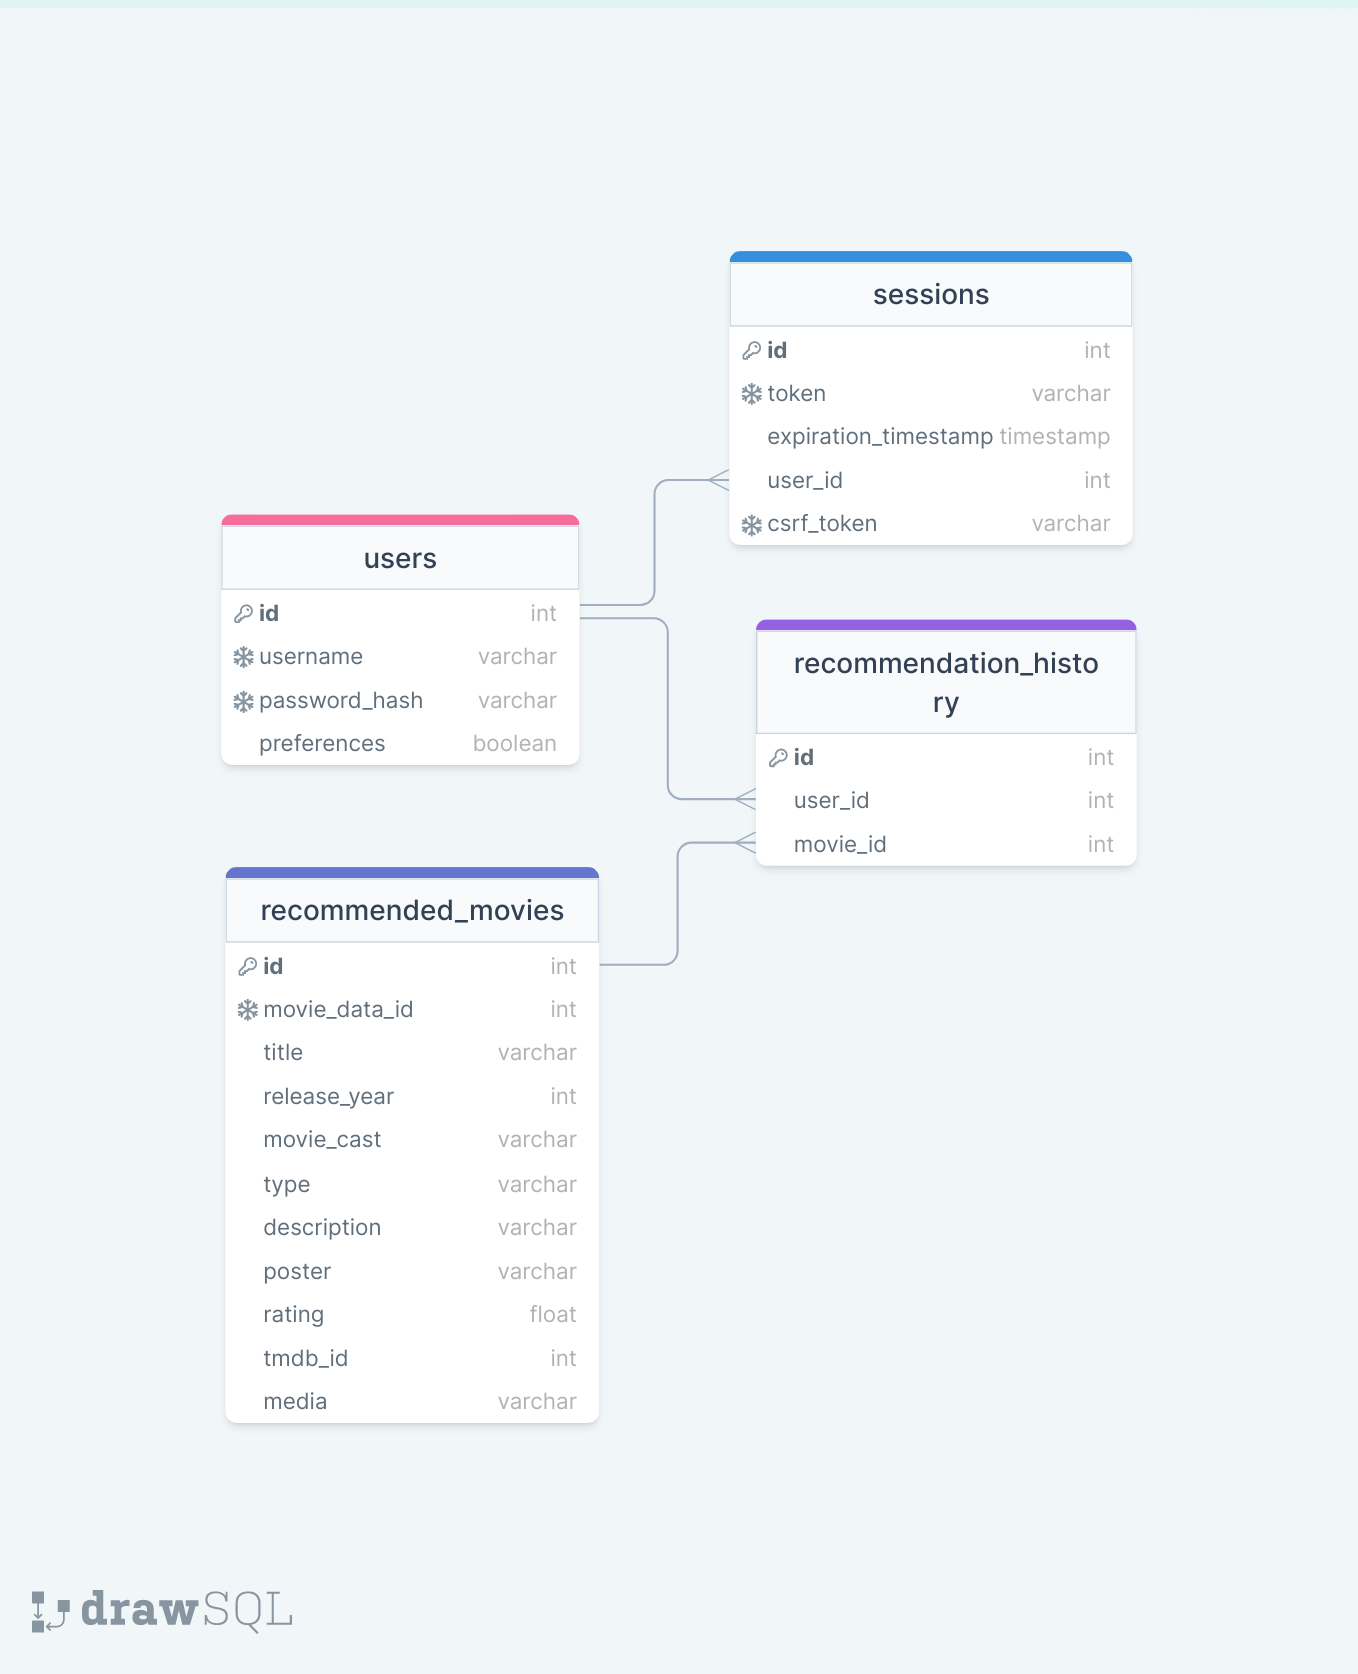 sessions
id int
token varchar
expiration_timestamp timestamp
user_id int
csrf_token varchar
users
id int
username varchar
password_hash varchar
preferences boolean
recommendation_histo
ry
id int
user_id int
movie_id int
recommended_movies
id int
movie_data_id int
title varchar
release_year int
movie_cast varchar
type varchar
description varchar
poster varchar
rating float
tmdb_id int
media varchar
drawSQL